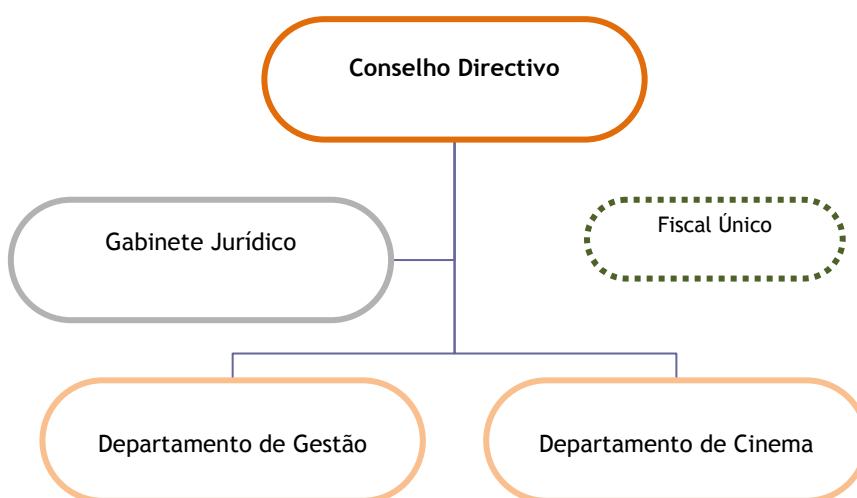 Conselho Directivo
Gabinete Jurídico
Fiscal Único
Departamento de Gestão
Departamento de Cinema